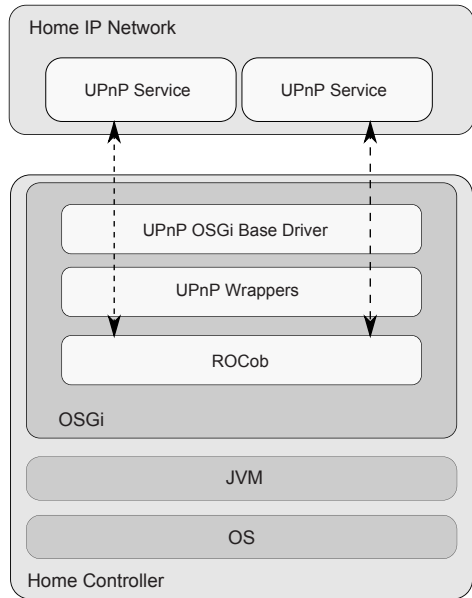 Home IP Network
UPnP Service
UPnP Service
UPnP OSGi Base Driver
UPnP Wrappers
ROCob
OSGi
JVM
OS
Home Controller